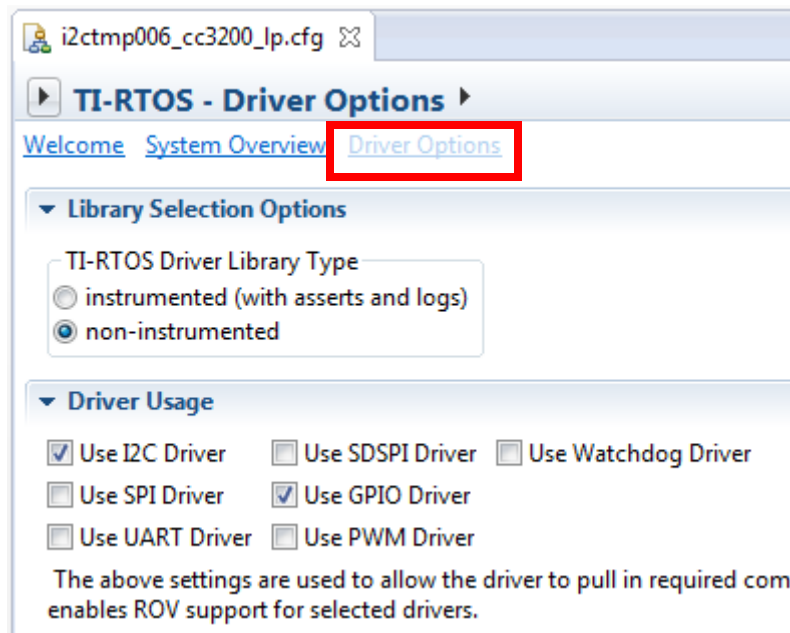 i2ctmp006_cc3200_lp.cfg
TI-RTOS - Driver Options
Welcome System Overview Driver Options
Library Selection Options
TI-RTOS Driver Library Type
instrumented (with asserts and logs)
non-instrumented
Driver Usage
Use I2C Driver Use SDSPI Driver Use Watchdog Driver
Use SPI Driver Use GPIO Driver
Use UART Driver Use PWM Driver
The above settings are used to allow the driver to pull in required com
enables ROV support for selected drivers.